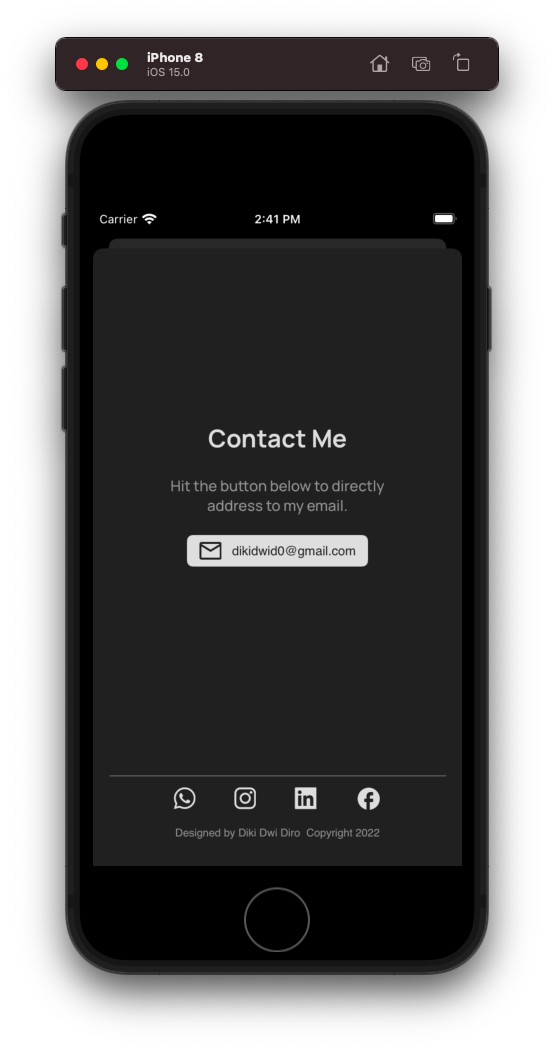 iPhone 8
iOS 15.0
Carrier 2:41 PM
Contact Me
Hit the button below to directly
address to my email.
dikidwid0@gmail.com
in
Designed by Diki Dwi Diro  Copyright 2022